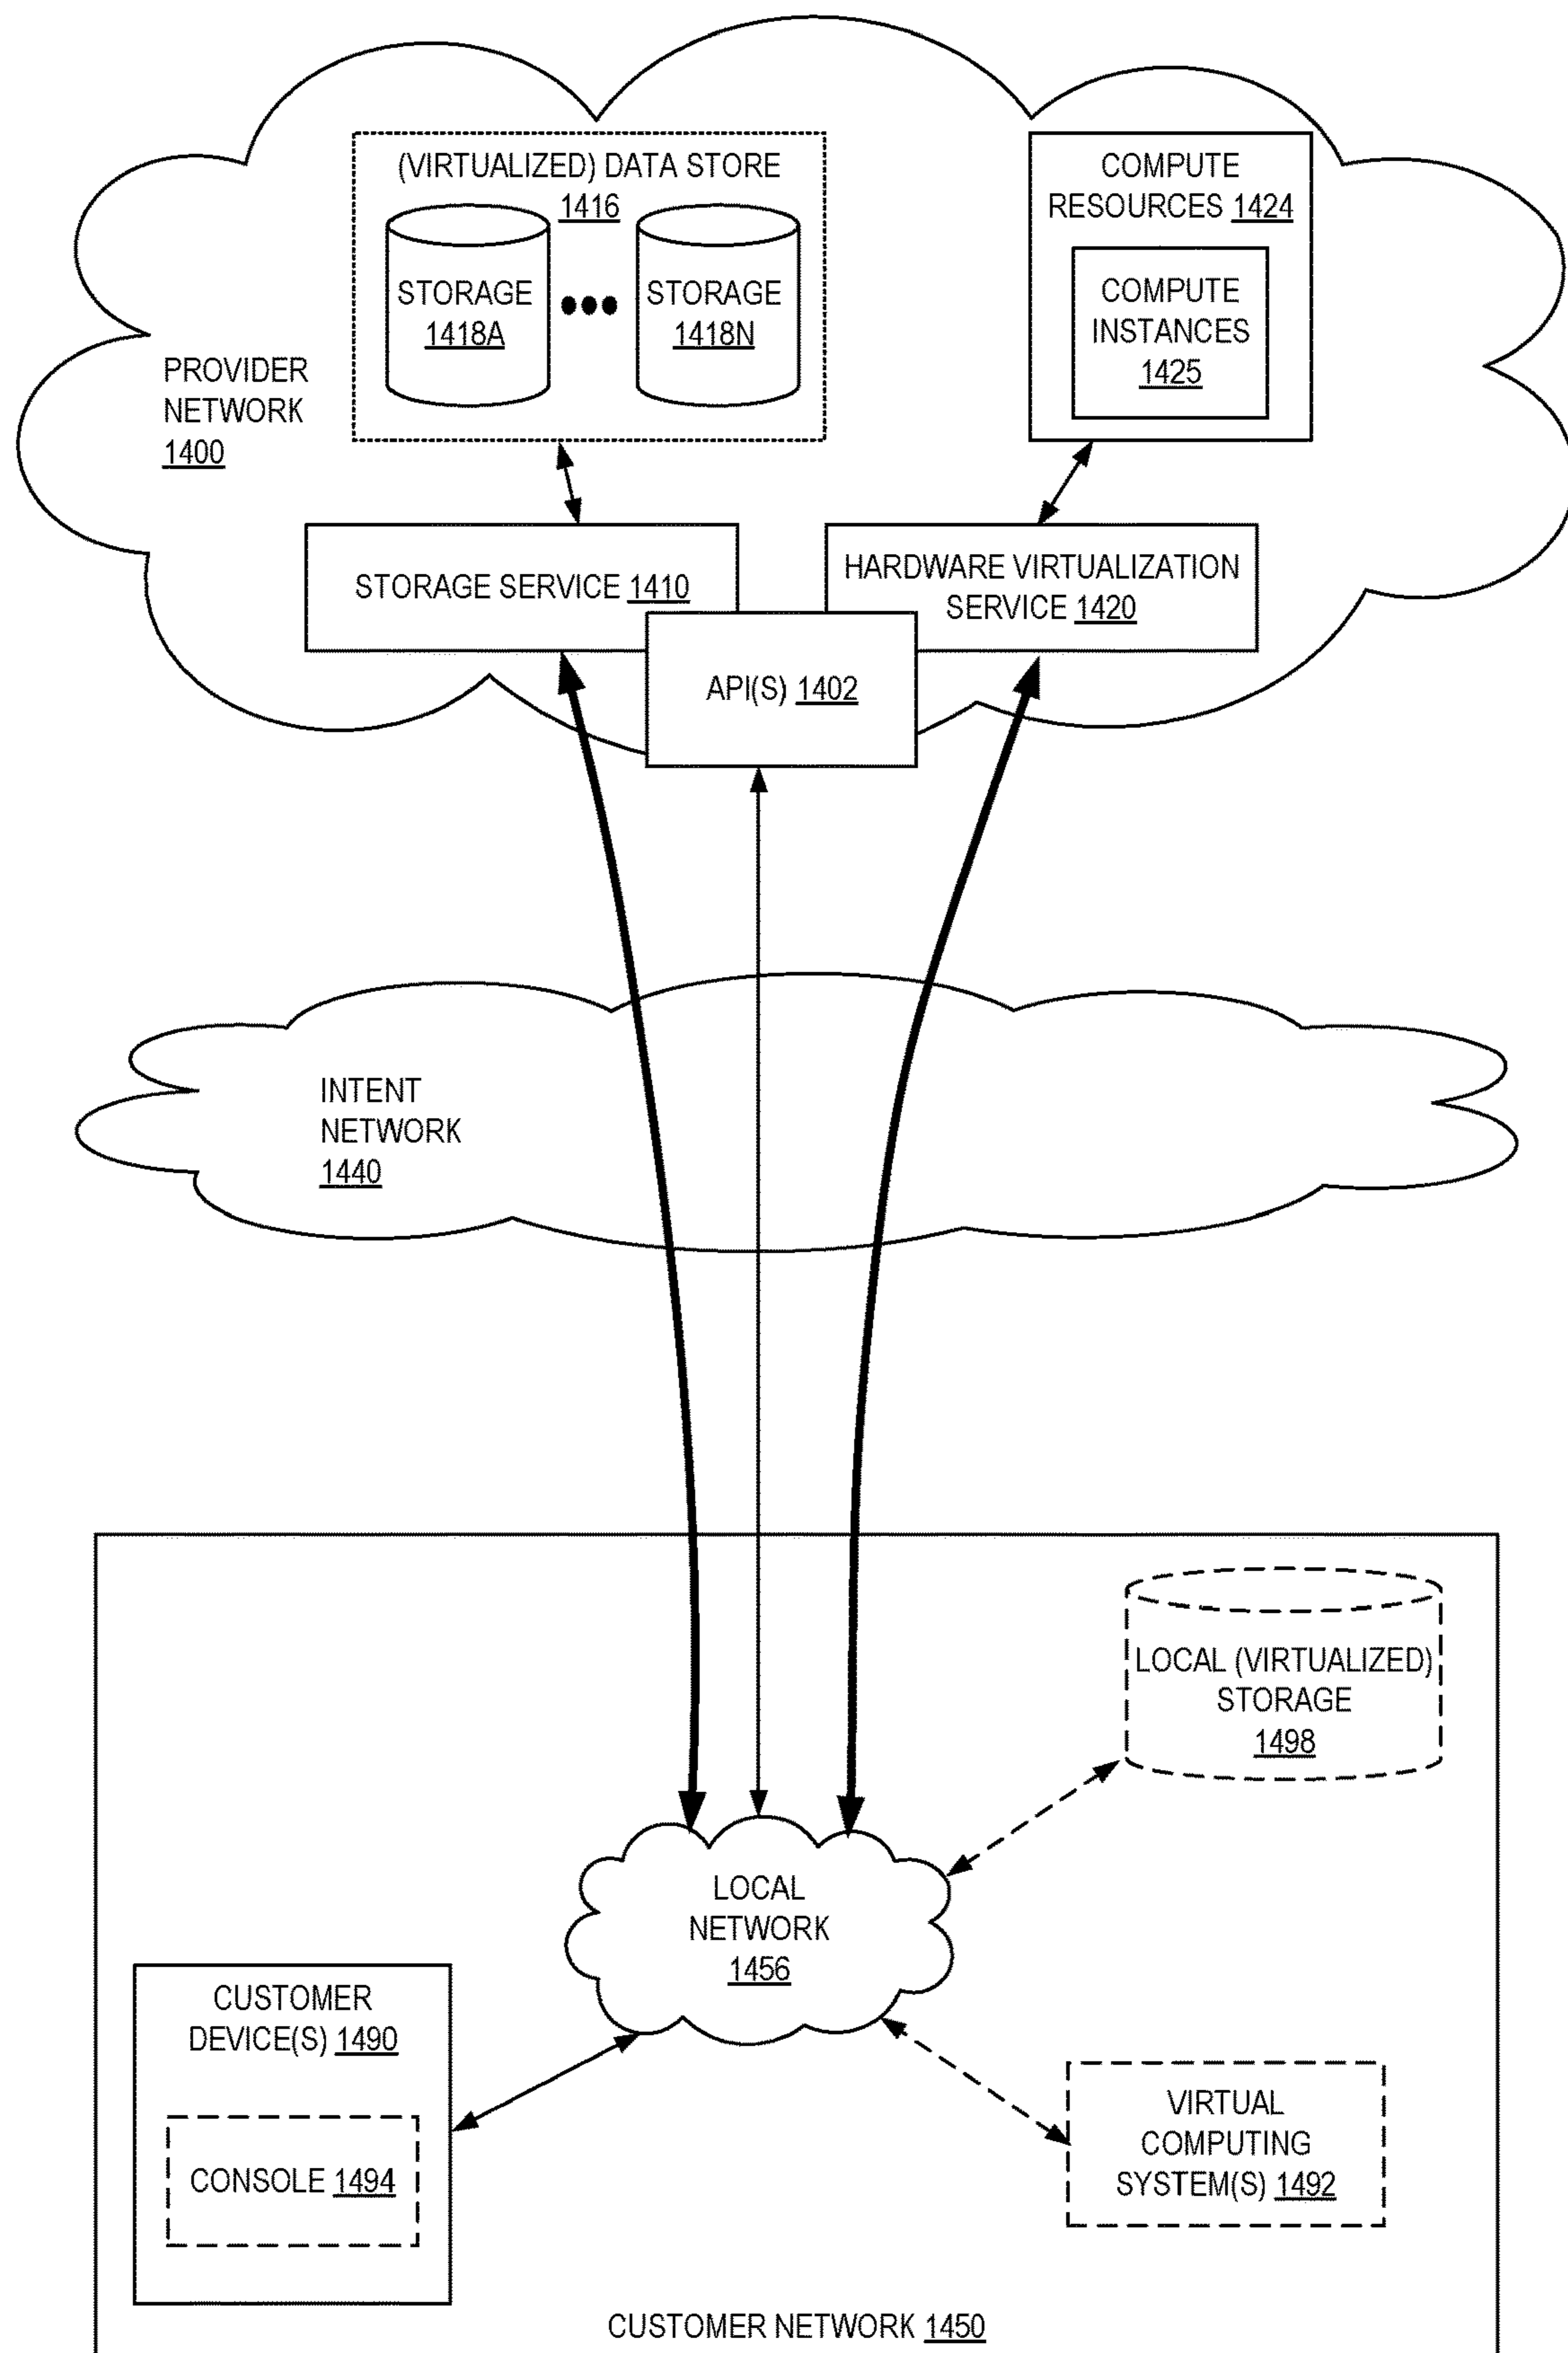 (VIRTUALIZED) DATA STORE
1416
STORAGE
1418A
STORAGE
1418N
COMPUTE
RESOURCES 1424
COMPUTE
INSTANCES
1425
PROVIDER
NETWORK
1400
STORAGE SERVICE 1410
HARDWARE VIRTUALIZATION
SERVICE 1420
API(S) 1402
INTENT
NETWORK
1440
LOCAL (VIRTUALIZED)
STORAGE
1498
LOCAL
NETWORK
1456
CUSTOMER
DEVICE(S) 1490
CONSOLE 1494
VIRTUAL
COMPUTING
SYSTEM(S) 1492
CUSTOMER NETWORK 1450